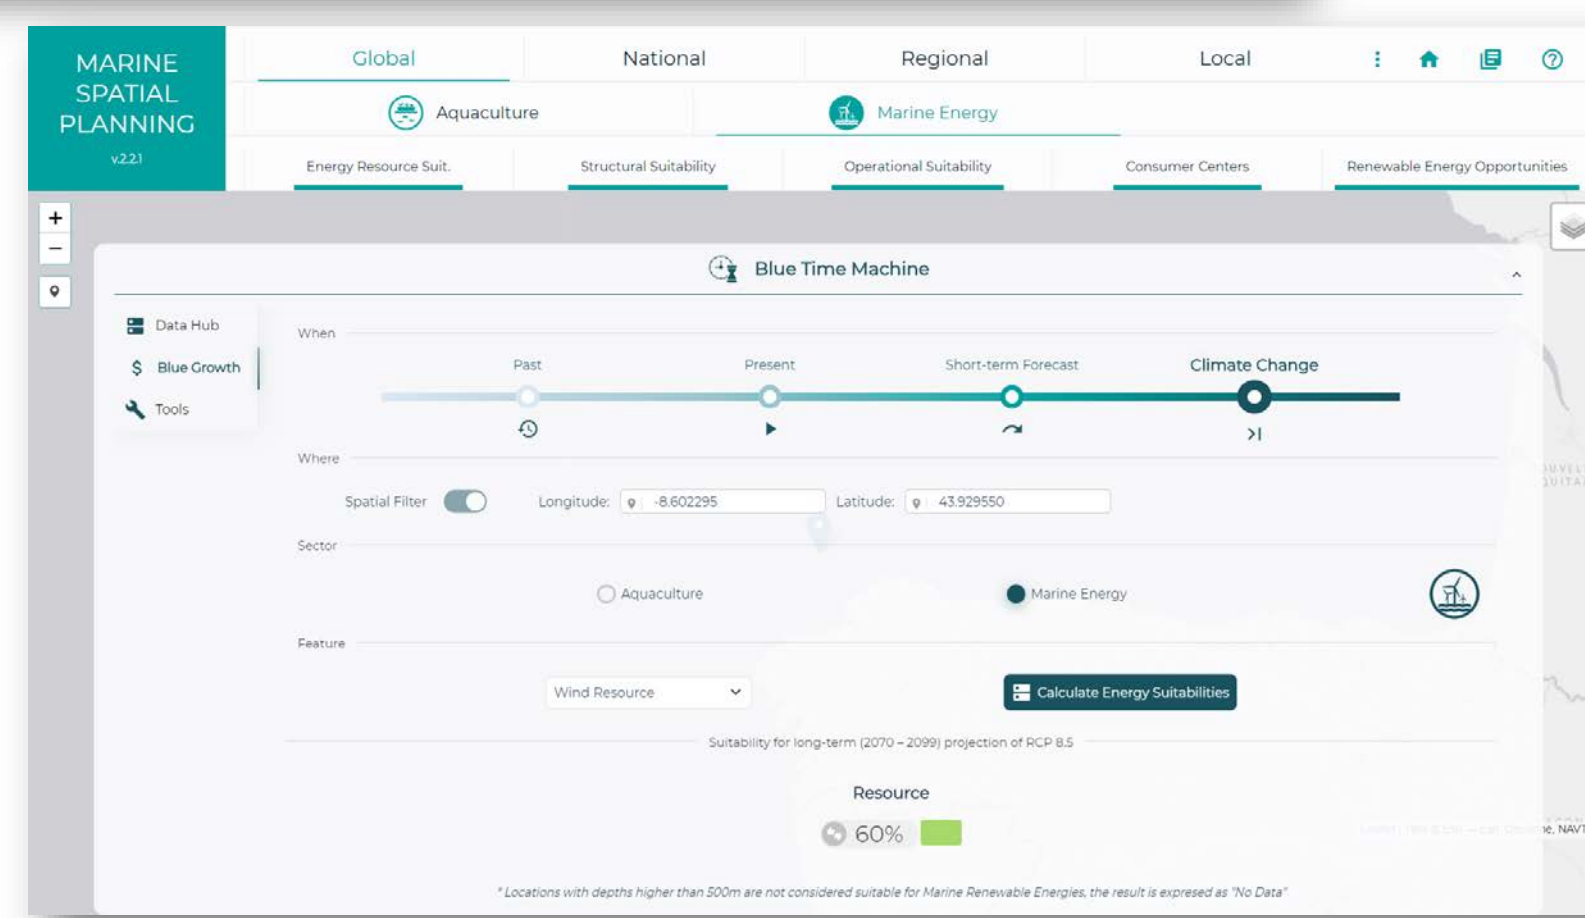 MARINE
SPATIAL
PLANNING
v.2.2.1
Global National Regional Local
Aquaculture Marine Energy
Energy Resource Suit. Structural Suitability Operational Suitability Consumer Centers Renewable Energy Opportunities
+
−
Blue Time Machine
Data Hub
Blue Growth
Tools
When
Past Present Short-term Forecast Climate Change
Where
Spatial Filter Longitude: -8.602295 Latitude: 43.929550
Sector
Aquaculture Marine Energy
Feature
Wind Resource Calculate Energy Suitabilities
Suitability for long-term (2070 – 2099) projection of RCP 8.5
Resource
60%
* Locations with depths higher than 500m are not considered suitable for Marine Renewable Energies, the result is expresed as "No Data"